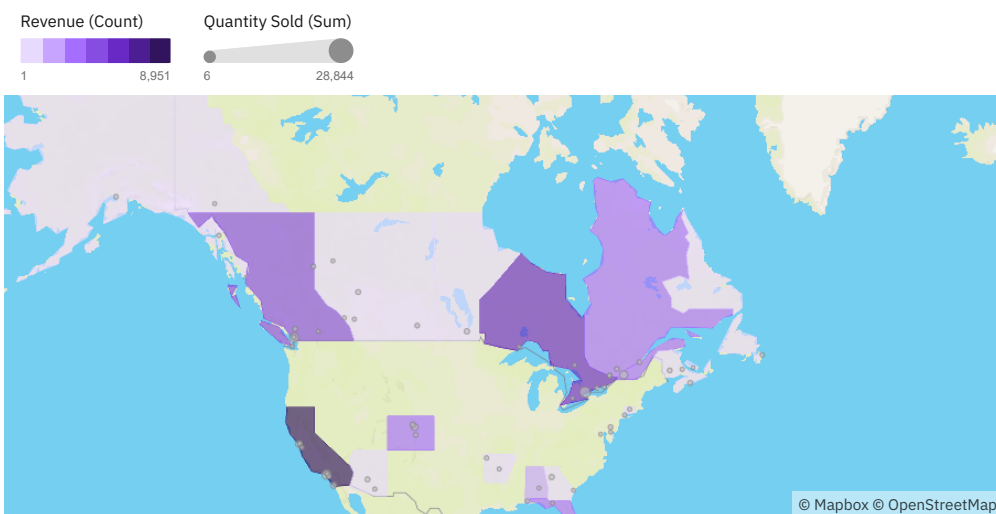 Revenue (Count)
Quantity Sold (Sum)
1
8,951
6
28,844
© Mapbox © OpenStreetMap